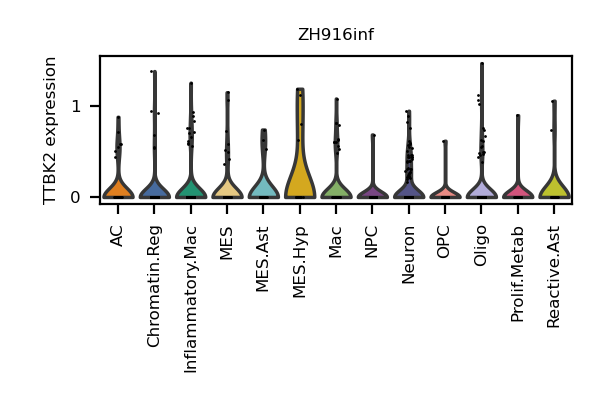 ZH916inf
TTBK2 expression
1
0
AC
Chromatin.Reg
Inflammatory.Mac
MES
MES.Ast
MES.Hyp
Mac
NPC
Neuron
OPC
Oligo
Prolif.Metab
Reactive.Ast